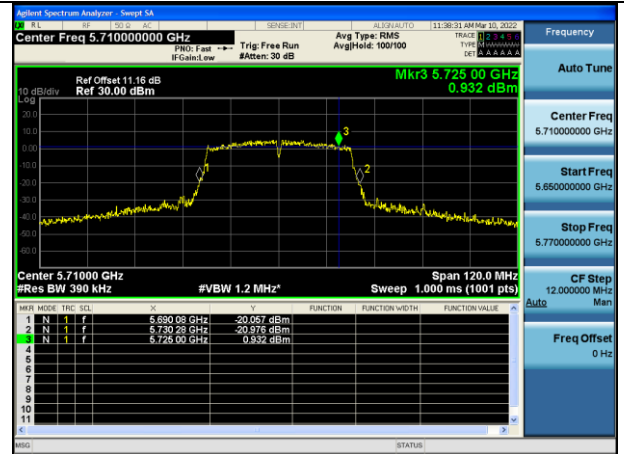 Agilent Spectrum Analyzer - Swept SA
RL RF 50 Ω AC SENSE:INT ALIGNAUTO 11:38:31 AM Mar 10, 2022
Center Freq 5.710000000 GHz
PNO: Fast
IFGain:Low
Trig: Free Run
#Atten: 30 dB
Avg Type: RMS
Avg|Hold: 100/100
TRACE 1 2 3 4 5 6
TYPE M
DET A A A A A A
Frequency
Auto Tune
Center Freq
5.710000000 GHz
Start Freq
5.650000000 GHz
Stop Freq
5.770000000 GHz
CF Step
12.000000 MHz
Auto Man
Freq Offset
0 Hz
Mkr3 5.725 00 GHz
0.932 dBm
Ref Offset 11.16 dB
10 dB/div Ref 30.00 dBm
Log
20.0
10.0
0.00
-10.0
-20.0
-30.0
-40.0
-50.0
-60.0
3
2
Center 5.71000 GHz Span 120.0 MHz
#Res BW 390 kHz #VBW 1.2 MHz* Sweep 1.000 ms (1001 pts)
MKR MODE TRC SCL X Y FUNCTION FUNCTION WIDTH FUNCTION VALUE
1 N 1 f 5.690 08 GHz -20.057 dBm
2 N 1 f 5.730 28 GHz -20.976 dBm
3 N 1 f 5.725 00 GHz 0.932 dBm
4
5
6
7
8
9
10
11
MSG STATUS